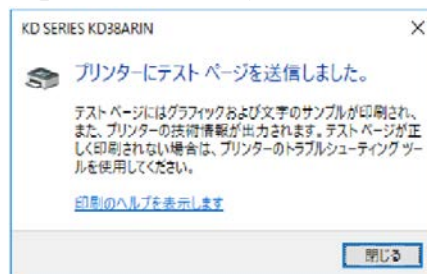 KD SERIES KD38ARIN
プリンターにテスト ページを送信しました。
テスト ページにはグラフィックおよび文字のサンプルが印刷され、
また、プリンターの技術情報が出力されます。テスト ページが正
しく印刷されない場合は、プリンターのトラブルシューティング ツー
ルを使用してください。
印刷のヘルプを表示します
閉じる